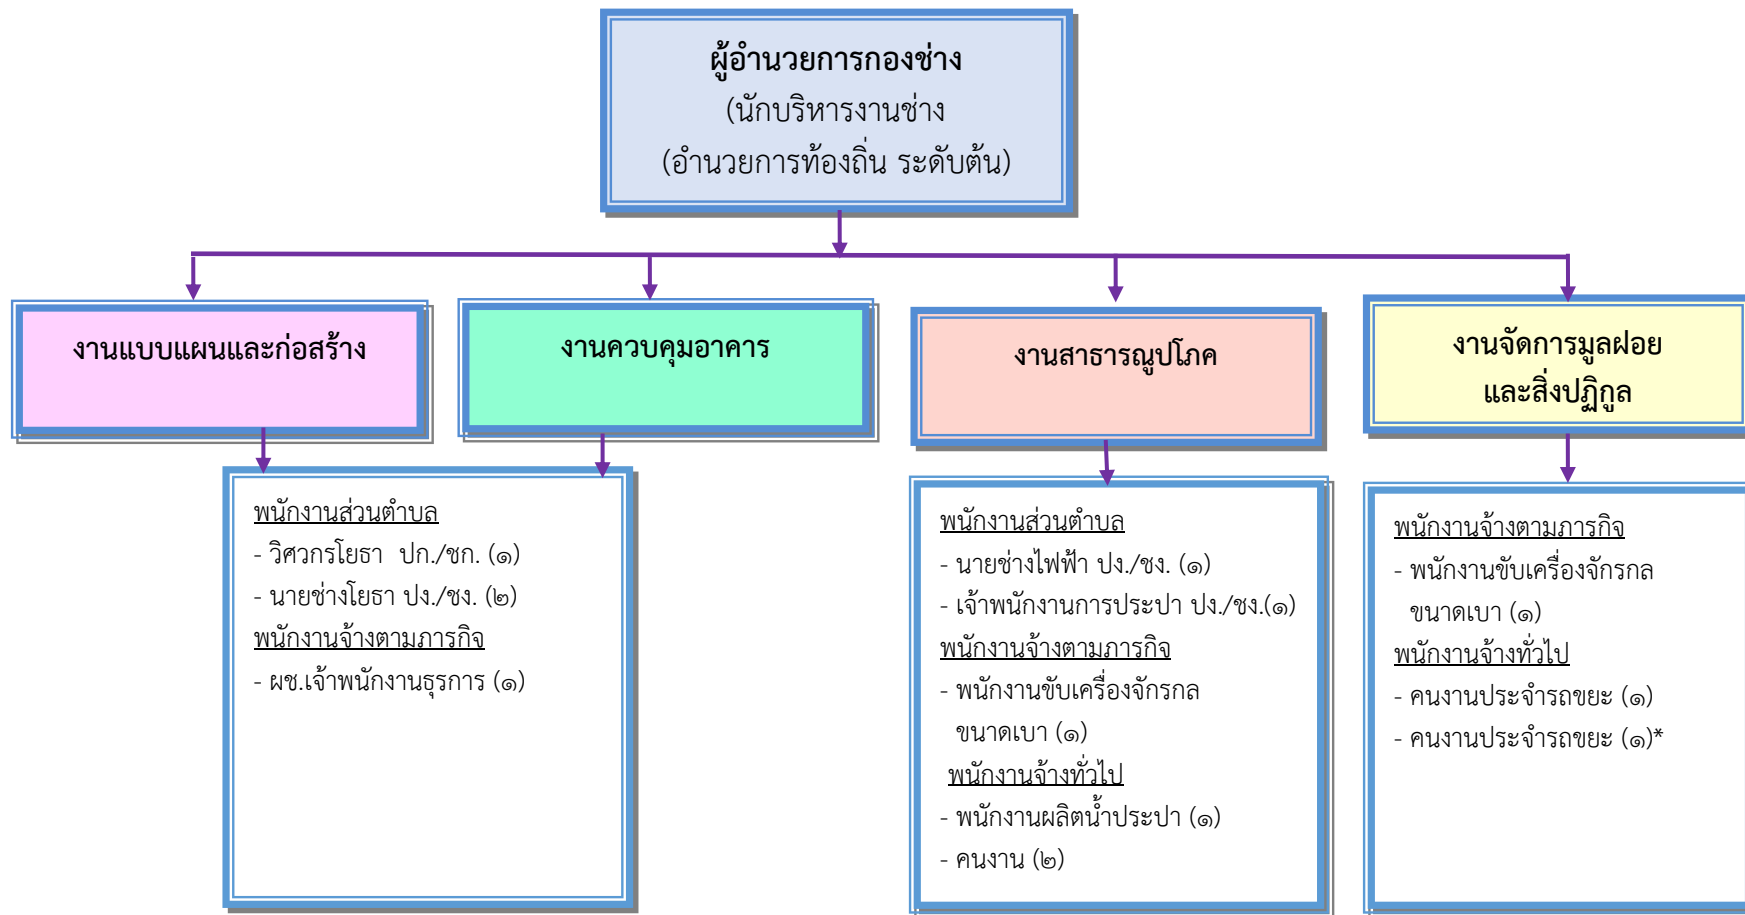 ผู้อำนวยการกองช่าง
(นักบริหารงานช่าง
(อำนวยการท้องถิ่น ระดับต้น)
งานแบบแผนและก่อสร้าง
งานควบคุมอาคาร
งานสาธารณูปโภค
งานจัดการมูลฝอย
และสิ่งปฏิกูล
พนักงานส่วนตำบล
- วิศวกรโยธา ปก./ชก. (๑)
- นายช่างโยธา ปง./ชง. (๒)
พนักงานจ้างตามภารกิจ
- ผช.เจ้าพนักงานธุรการ (๑)
พนักงานส่วนตำบล
- นายช่างไฟฟ้า ปง./ชง. (๑)
- เจ้าพนักงานการประปา ปง./ชง.(๑)
พนักงานจ้างตามภารกิจ
- พนักงานขับเครื่องจักรกล
ขนาดเบา (๑)
พนักงานจ้างทั่วไป
- พนักงานผลิตน้ำประปา (๑)
- คนงาน (๒)
พนักงานจ้างตามภารกิจ
- พนักงานขับเครื่องจักรกล
ขนาดเบา (๑)
พนักงานจ้างทั่วไป
- คนงานประจำรถขยะ (๑)
- คนงานประจำรถขยะ (๑)*